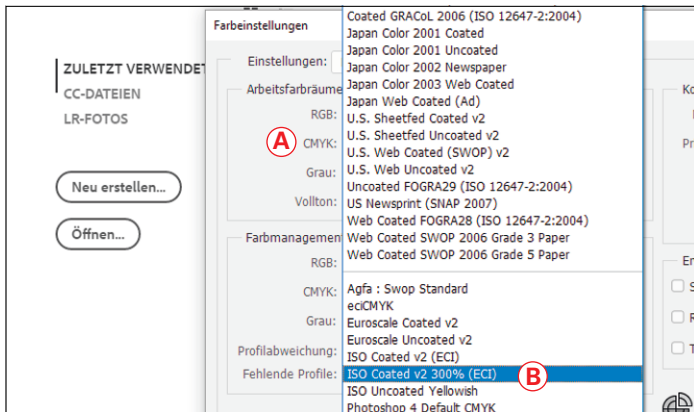 Farbeinstellungen
ZULETZT VERWENDET
CC-DATEIEN
LR-FOTOS
Neu erstellen...
Öffnen...
Einstellungen:
Arbeitsfarbräume
RGB:
A
CMYK:
Grau:
Vollton:
Farbmanagement
RGB:
CMYK:
Grau:
Profilabweichung:
Fehlende Profile:
Coated GRACoL 2006 (ISO 12647-2:2004)
Japan Color 2001 Coated
Japan Color 2001 Uncoated
Japan Color 2002 Newspaper
Japan Color 2003 Web Coated
Japan Web Coated (Ad)
U.S. Sheetfed Coated v2
U.S. Sheetfed Uncoated v2
U.S. Web Coated (SWOP) v2
U.S. Web Uncoated v2
Uncoated FOGRA29 (ISO 12647-2:2004)
US Newsprint (SNAP 2007)
Web Coated FOGRA28 (ISO 12647-2:2004)
Web Coated SWOP 2006 Grade 3 Paper
Web Coated SWOP 2006 Grade 5 Paper
Agfa : Swop Standard
eciCMYK
Euroscale Coated v2
Euroscale Uncoated v2
ISO Coated v2 (ECI)
ISO Coated v2 300% (ECI)
B
ISO Uncoated Yellowish
Photoshop 4 Default CMYK
Ko
Pr
En
S
R
T